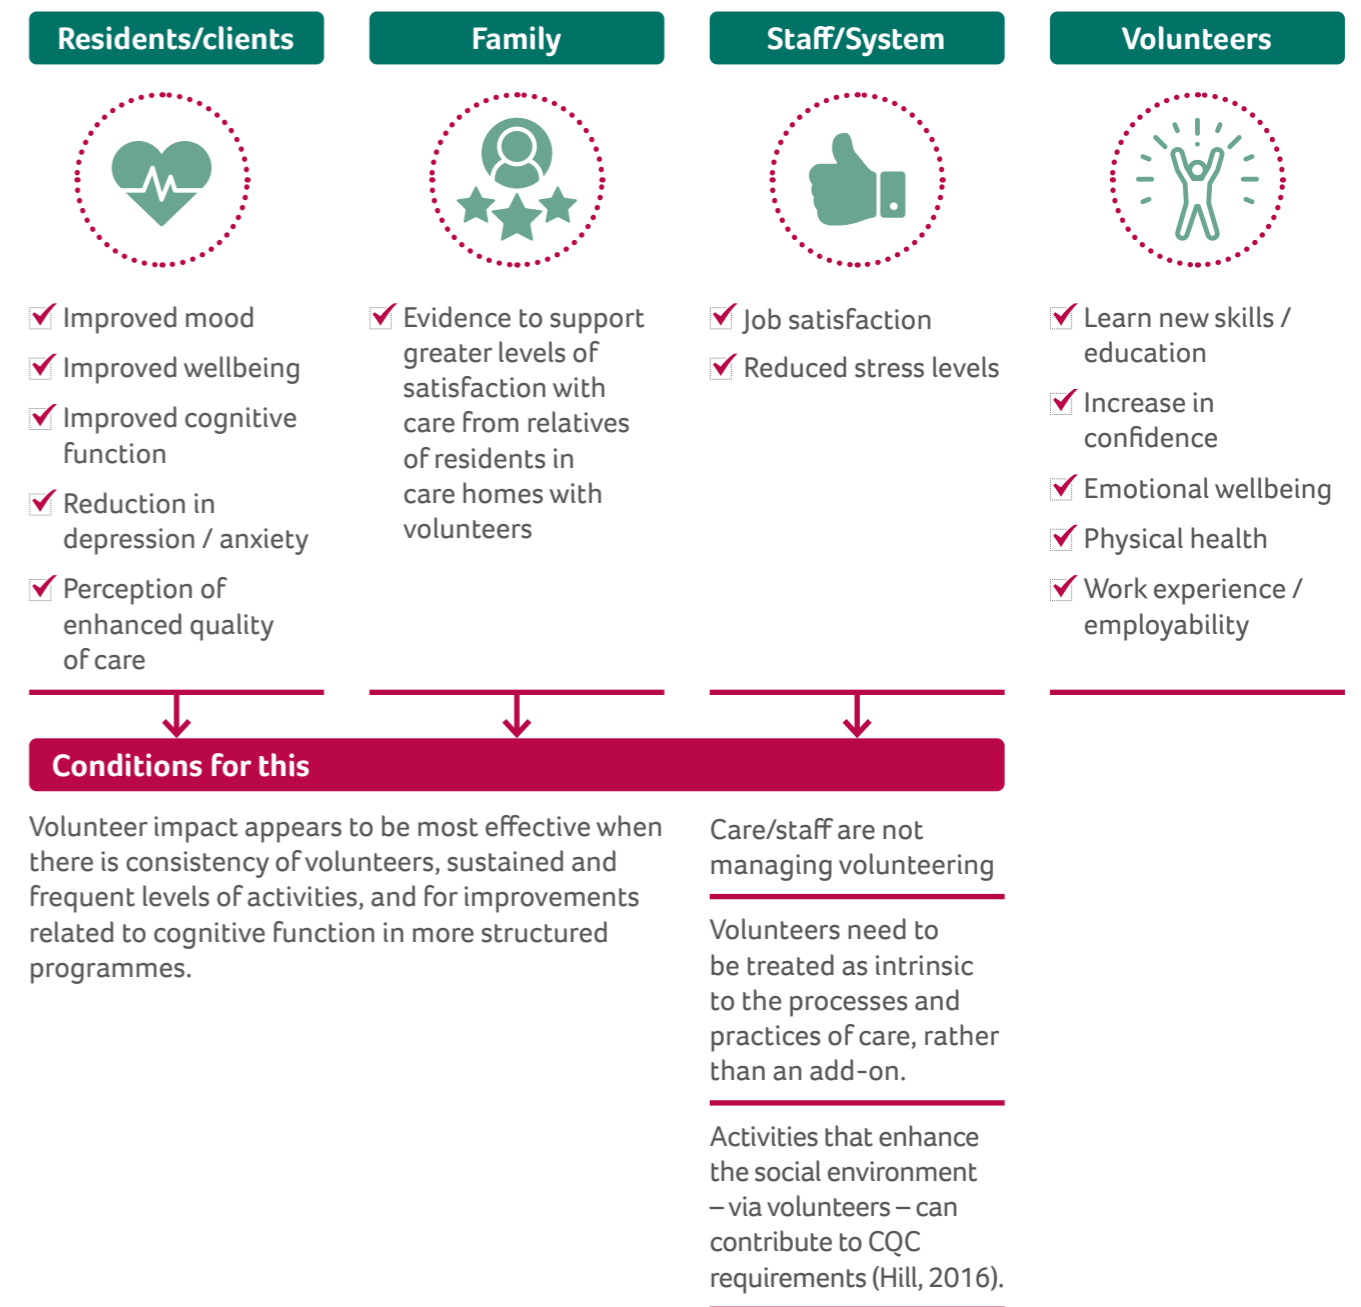 Residents/clients
Improved mood
Improved wellbeing
Improved cognitive
function
Reduction in
depression / anxiety
Perception of
enhanced quality
of care
Family
Evidence to support
greater levels of
satisfaction with
care from relatives
of residents in
care homes with
volunteers
Staff/System
Job satisfaction
Reduced stress levels
Volunteers
Learn new skills /
education
Increase in
confidence
Emotional wellbeing
Physical health
Work experience /
employability
Conditions for this
Volunteer impact appears to be most effective when
there is consistency of volunteers, sustained and
frequent levels of activities, and for improvements
related to cognitive function in more structured
programmes.
Care/staff are not
managing volunteering
Volunteers need to
be treated as intrinsic
to the processes and
practices of care, rather
than an add-on.
Activities that enhance
the social environment
– via volunteers – can
contribute to CQC
requirements (Hill, 2016).